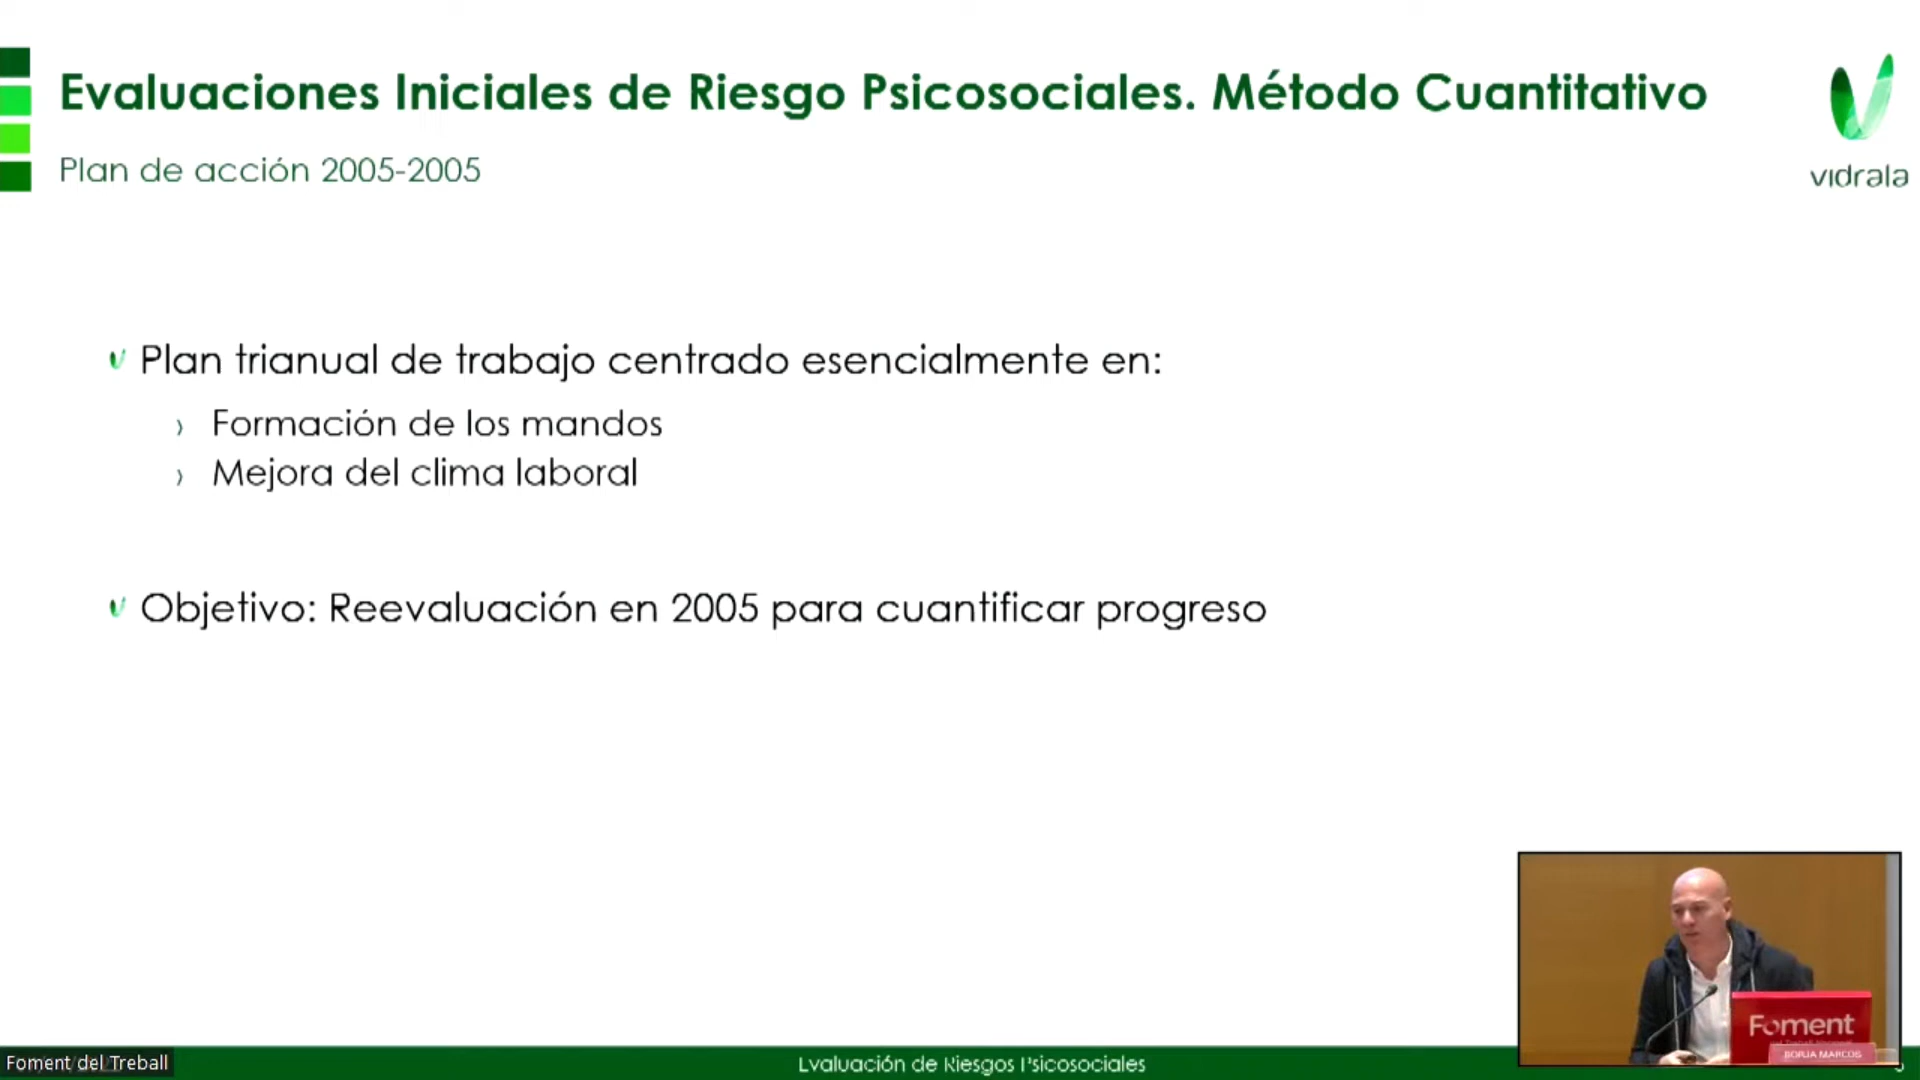 Evaluaciones Iniciales de Riesgo Psicosociales. Método Cuantitativo
Plan de acción 2005-2005
vidrala
Plan trianual de trabajo centrado esencialmente en:
Formación de los mandos
Mejora del clima laboral
Objetivo: Reevaluación en 2005 para cuantificar progreso
Foment
BORJA MARCOS
Foment del Treball
Evaluación de Riesgos Psicosociales